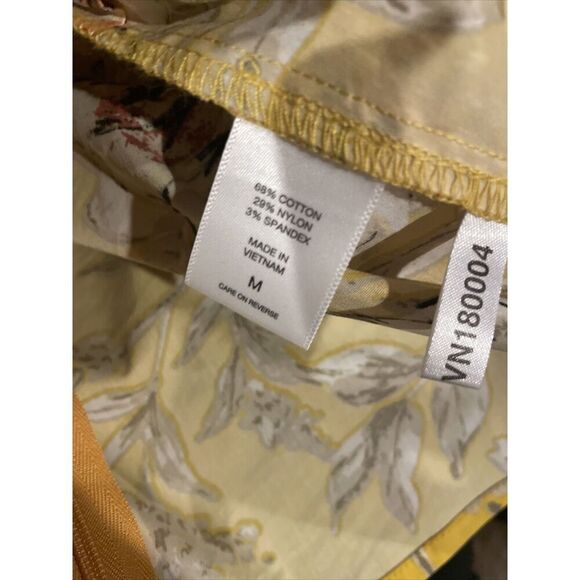 68% COTTON
29% NYLON
3% SPANDEX
MADE IN
VIETNAM
M
CARE ON REVERSE
VN180004